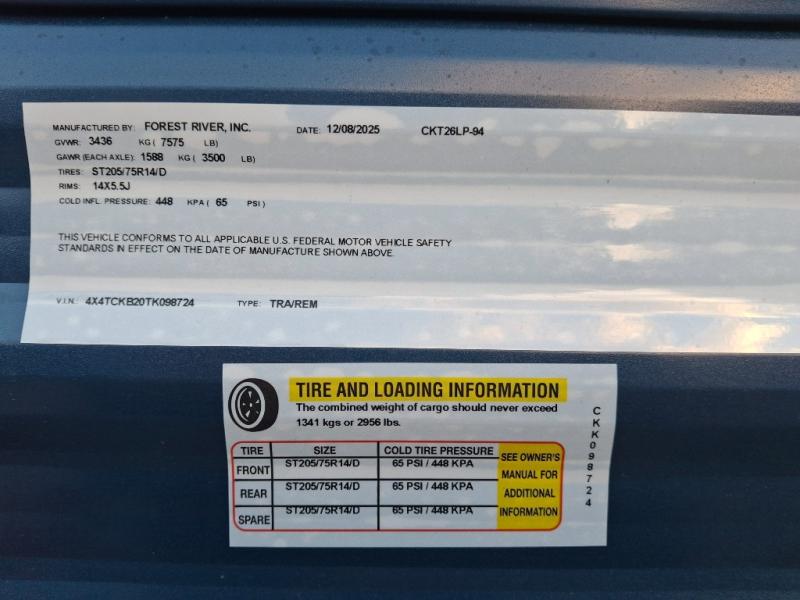 MANUFACTURED BY: FOREST RIVER, INC. DATE: 12/08/2025 CKT26LP-94
GVWR: 3436 KG ( 7575 LB)
GAWR (EACH AXLE): 1588 KG ( 3500 LB)
TIRES: ST205/75R14/D
RIMS: 14X5.5J
COLD INFL. PRESSURE: 448 KPA ( 65 PSI )
THIS VEHICLE CONFORMS TO ALL APPLICABLE U.S. FEDERAL MOTOR VEHICLE SAFETY
STANDARDS IN EFFECT ON THE DATE OF MANUFACTURE SHOWN ABOVE.
V.I.N.: 4X4TCKB20TK098724 TYPE: TRA/REM
TIRE AND LOADING INFORMATION
The combined weight of cargo should never exceed
1341 kgs or 2956 lbs.
TIRE SIZE COLD TIRE PRESSURE
FRONT ST205/75R14/D 65 PSI / 448 KPA
REAR ST205/75R14/D 65 PSI / 448 KPA
SPARE ST205/75R14/D 65 PSI / 448 KPA
SEE OWNER'S
MANUAL FOR
ADDITIONAL
INFORMATION
CKK098724